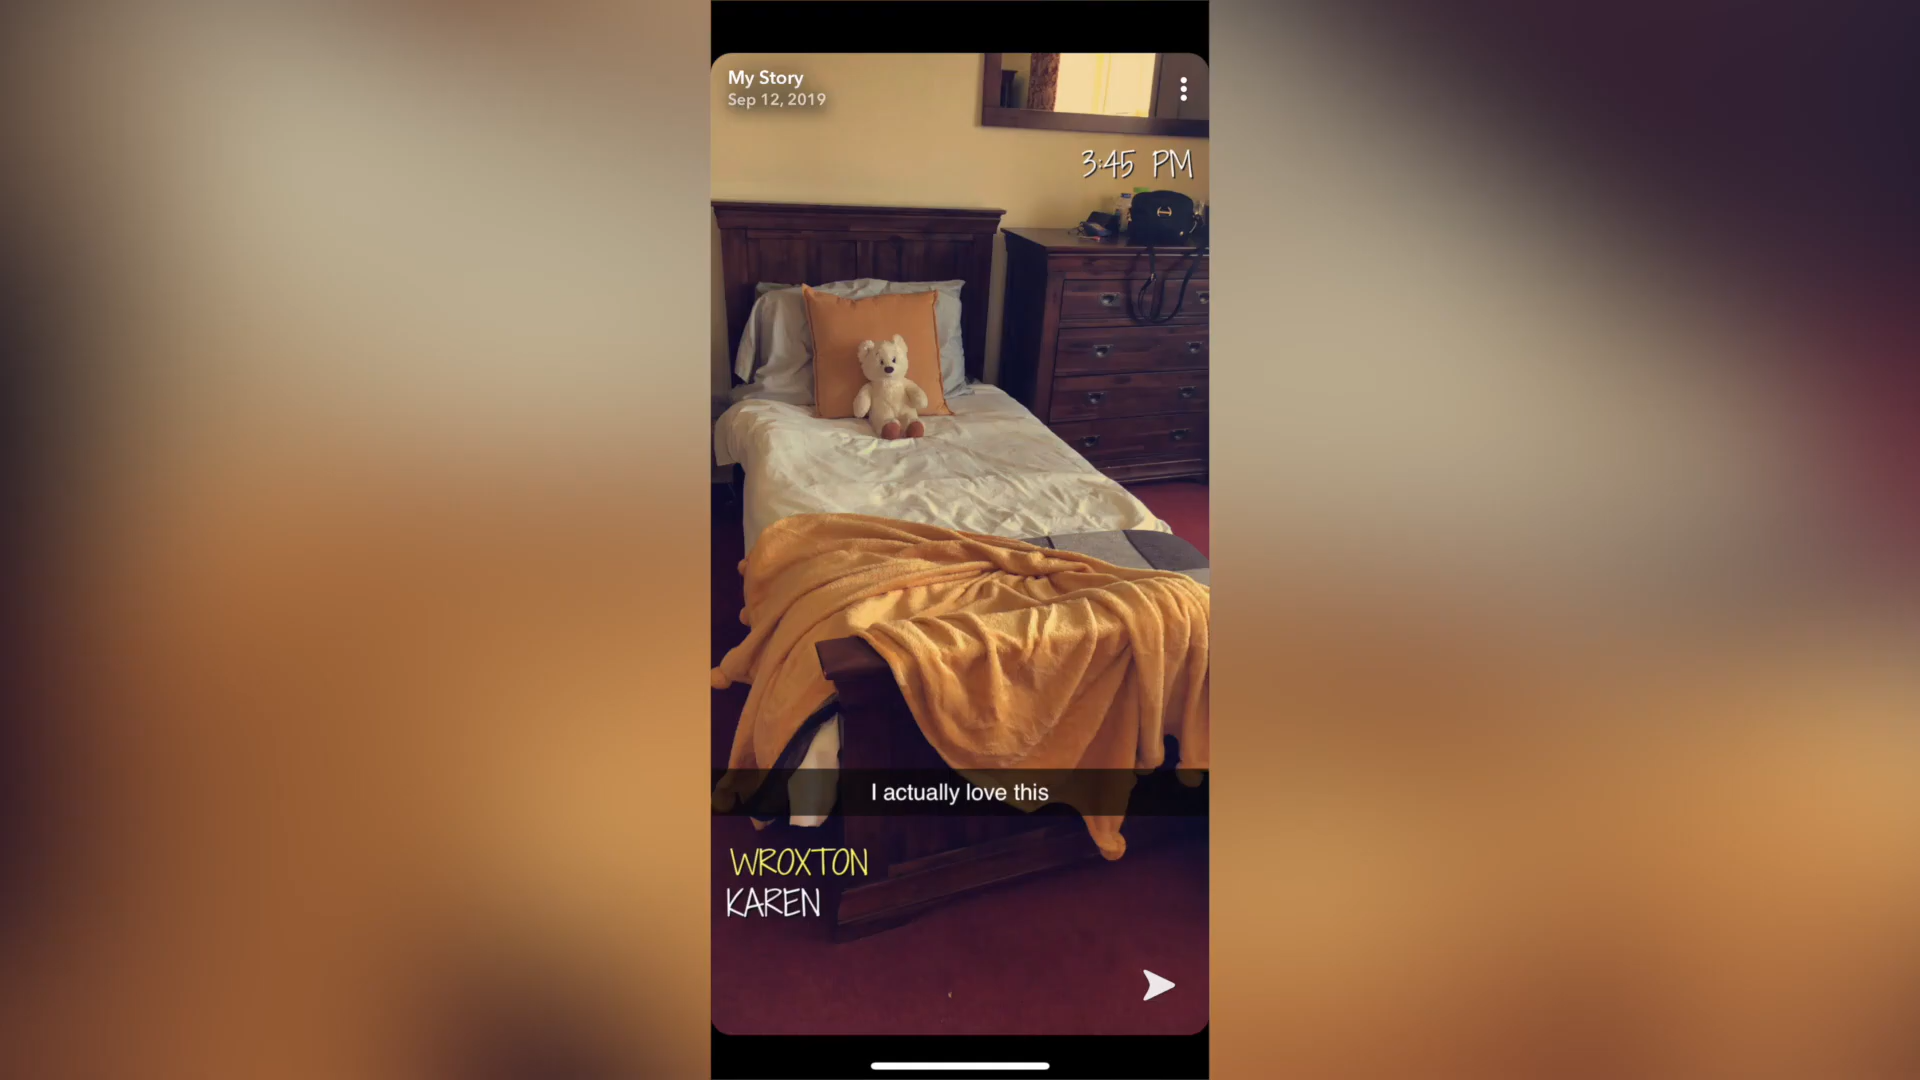 My Story
Sep 12, 2019
3:45 PM
I actually love this
WROXTON
KAREN